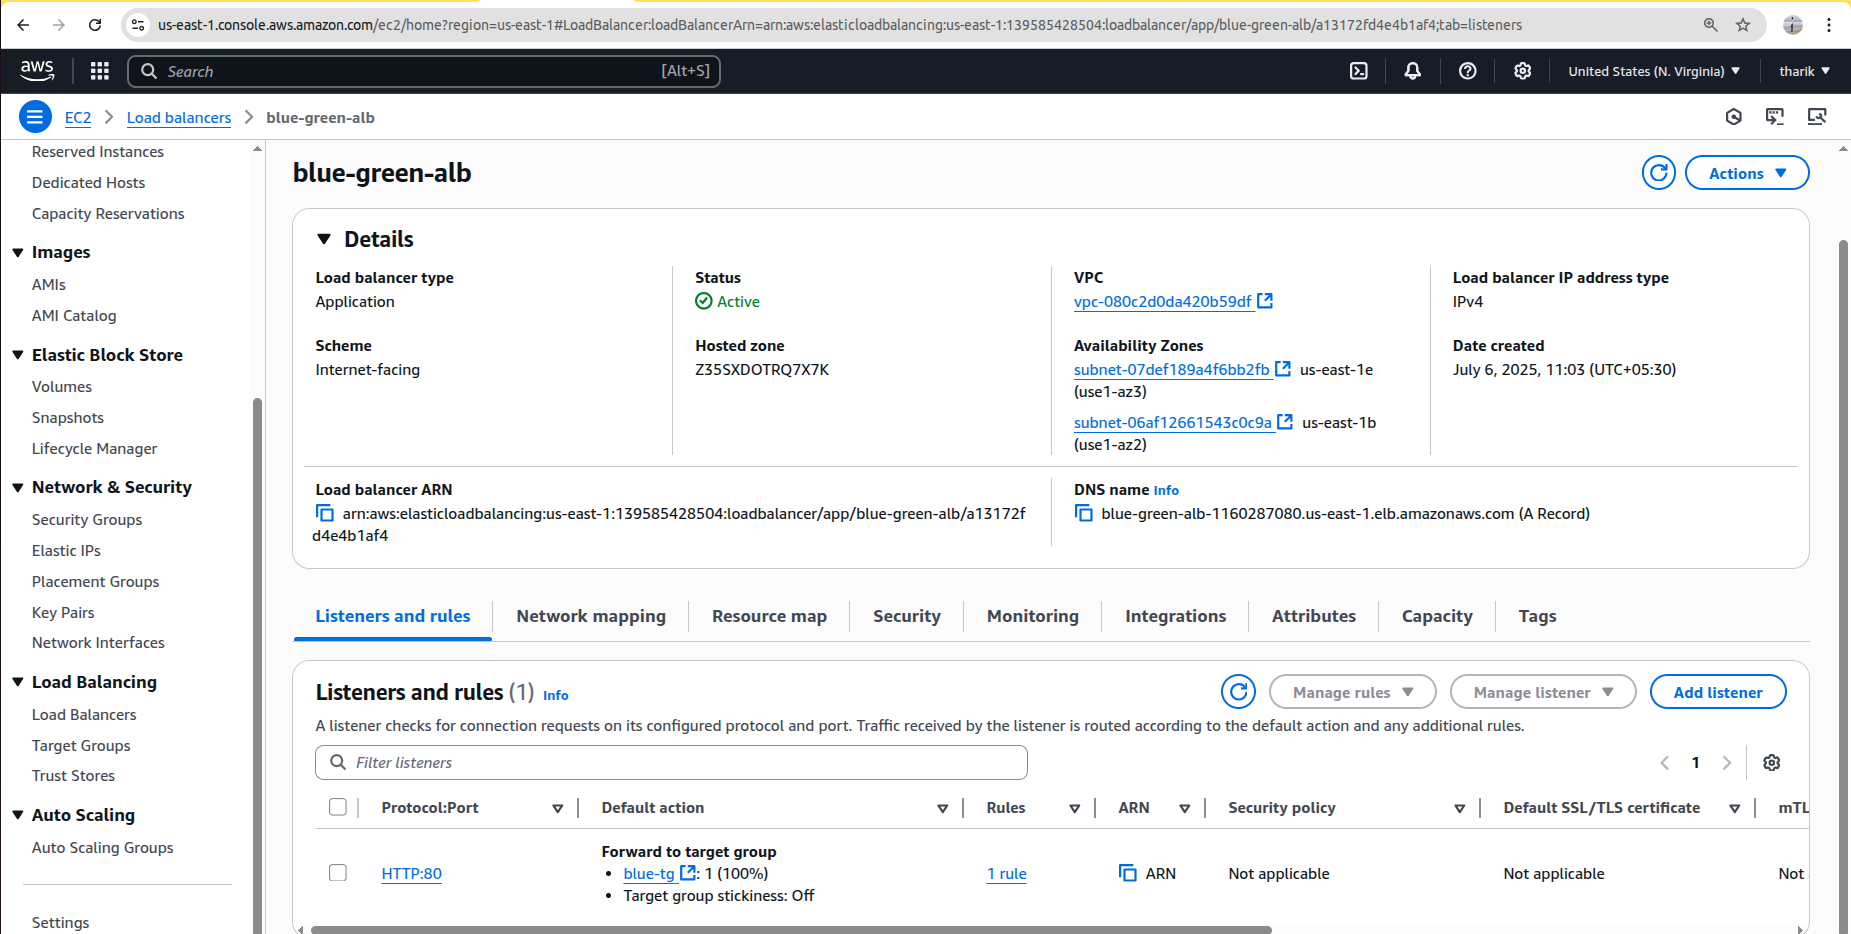 us-east-1.console.aws.amazon.com/ec2/home?region=us-east-1#LoadBalancer:loadBalancerArn=arn:aws:elasticloadbalancing:us-east-1:139585428504:loadbalancer/app/blue-green-alb/a13172fd4e4b1af4;tab=listeners
aws
Search [Alt+S]
United States (N. Virginia)
tharik
EC2 > Load balancers > blue-green-alb
Reserved Instances
Dedicated Hosts
Capacity Reservations
Images
AMIs
AMI Catalog
Elastic Block Store
Volumes
Snapshots
Lifecycle Manager
Network & Security
Security Groups
Elastic IPs
Placement Groups
Key Pairs
Network Interfaces
Load Balancing
Load Balancers
Target Groups
Trust Stores
Auto Scaling
Auto Scaling Groups
Settings
blue-green-alb
Actions
Details
Load balancer type
Application
Status
Active
VPC
vpc-080c2d0da420b59df
Load balancer IP address type
IPv4
Scheme
Internet-facing
Hosted zone
Z35SXDOTRQ7X7K
Availability Zones
subnet-07def189a4f6bb2fb us-east-1e
(use1-az3)
subnet-06af12661543c0c9a us-east-1b
(use1-az2)
Date created
July 6, 2025, 11:03 (UTC+05:30)
Load balancer ARN
arn:aws:elasticloadbalancing:us-east-1:139585428504:loadbalancer/app/blue-green-alb/a13172f
d4e4b1af4
DNS name Info
blue-green-alb-1160287080.us-east-1.elb.amazonaws.com (A Record)
Listeners and rules
Network mapping
Resource map
Security
Monitoring
Integrations
Attributes
Capacity
Tags
Listeners and rules (1) Info
Manage rules
Manage listener
Add listener
A listener checks for connection requests on its configured protocol and port. Traffic received by the listener is routed according to the default action and any additional rules.
Filter listeners
1
Protocol:Port
Default action
Rules
ARN
Security policy
Default SSL/TLS certificate
mTL
HTTP:80
Forward to target group
• blue-tg : 1 (100%)
• Target group stickiness: Off
1 rule
ARN
Not applicable
Not applicable
Not